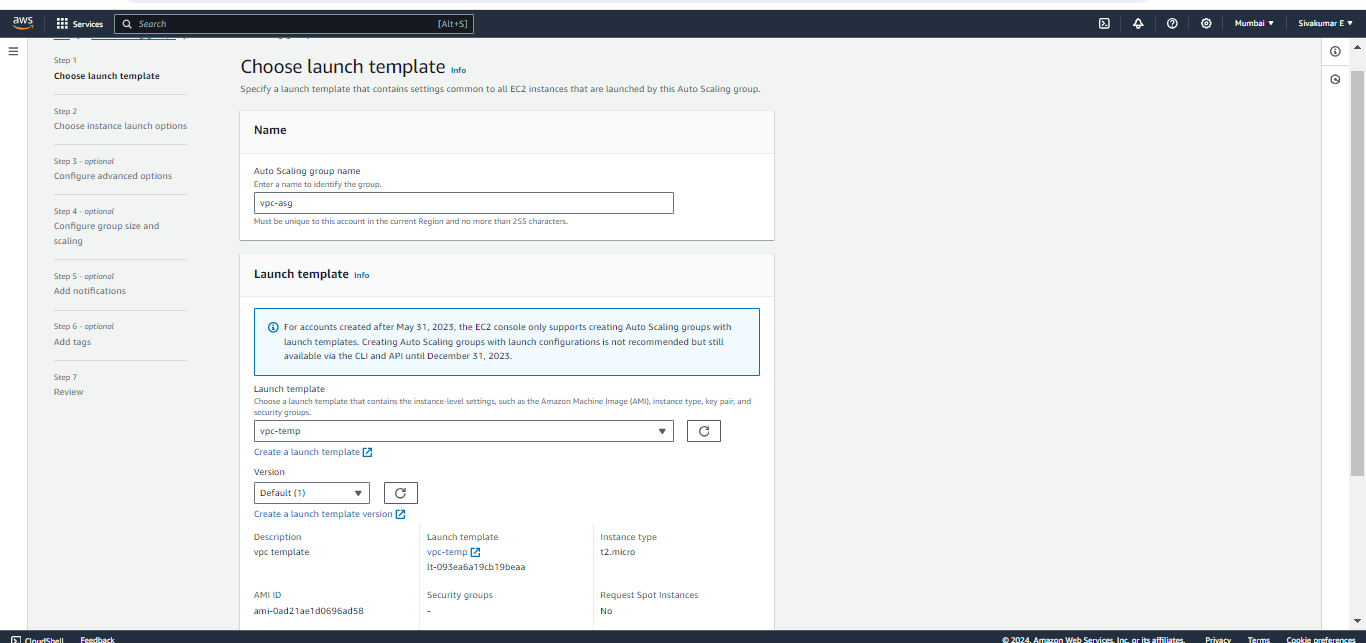 aws
Services
Search
[Alt+S]
Mumbai
Sivakumar E
Step 1
Choose launch template
Step 2
Choose instance launch options
Step 3 - optional
Configure advanced options
Step 4 - optional
Configure group size and
scaling
Step 5 - optional
Add notifications
Step 6 - optional
Add tags
Step 7
Review
Choose launch template Info
Specify a launch template that contains settings common to all EC2 instances that are launched by this Auto Scaling group.
Name
Auto Scaling group name
Enter a name to identify the group.
vpc-asg
Must be unique to this account in the current Region and no more than 255 characters.
Launch template Info
For accounts created after May 31, 2023, the EC2 console only supports creating Auto Scaling groups with
launch templates. Creating Auto Scaling groups with launch configurations is not recommended but still
available via the CLI and API until December 31, 2023.
Launch template
Choose a launch template that contains the instance-level settings, such as the Amazon Machine Image (AMI), instance type, key pair, and
security groups.
vpc-temp
Create a launch template
Version
Default (1)
Create a launch template version
Description
vpc template
Launch template
vpc-temp
lt-093ea6a19cb19beaa
Instance type
t2.micro
AMI ID
ami-0ad21ae1d0696ad58
Security groups
-
Request Spot Instances
No
CloudShell
Feedback
© 2024, Amazon Web Services, Inc. or its affiliates.
Privacy
Terms
Cookie preferences